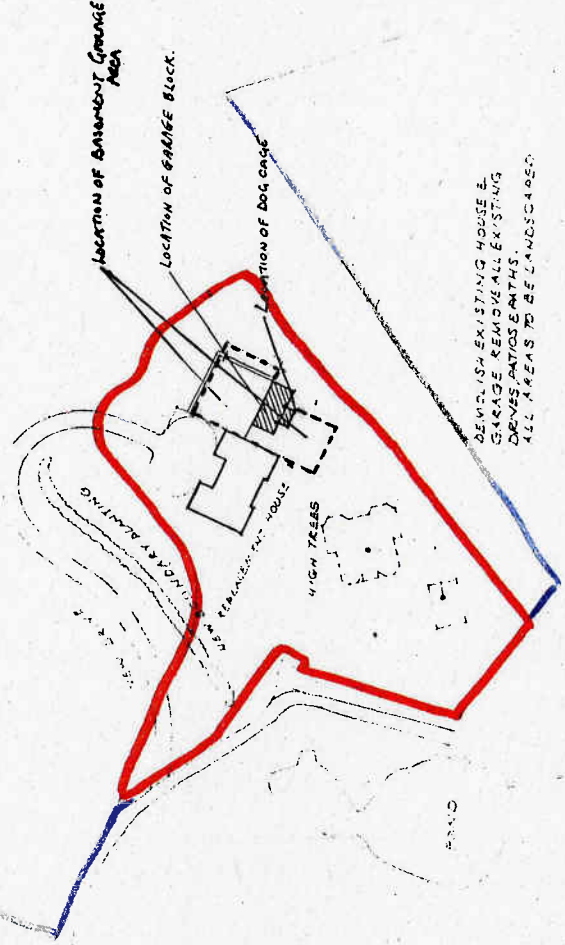 LOCATION OF BASEMENT GARAGE
AREA
LOCATION OF GARAGE BLOCK.
LOCATION OF DOG CAGE
NEW DRIVE
BOUNDARY PLANTING
NEW REPLACEMENT HOUSE
HIGH TREES
POND
DEMOLISH EXISTING HOUSE &
GARAGE REMOVE ALL EXISTING
DRIVES, PATIOS & PATHS.
ALL AREAS TO BE LANDSCAPED.